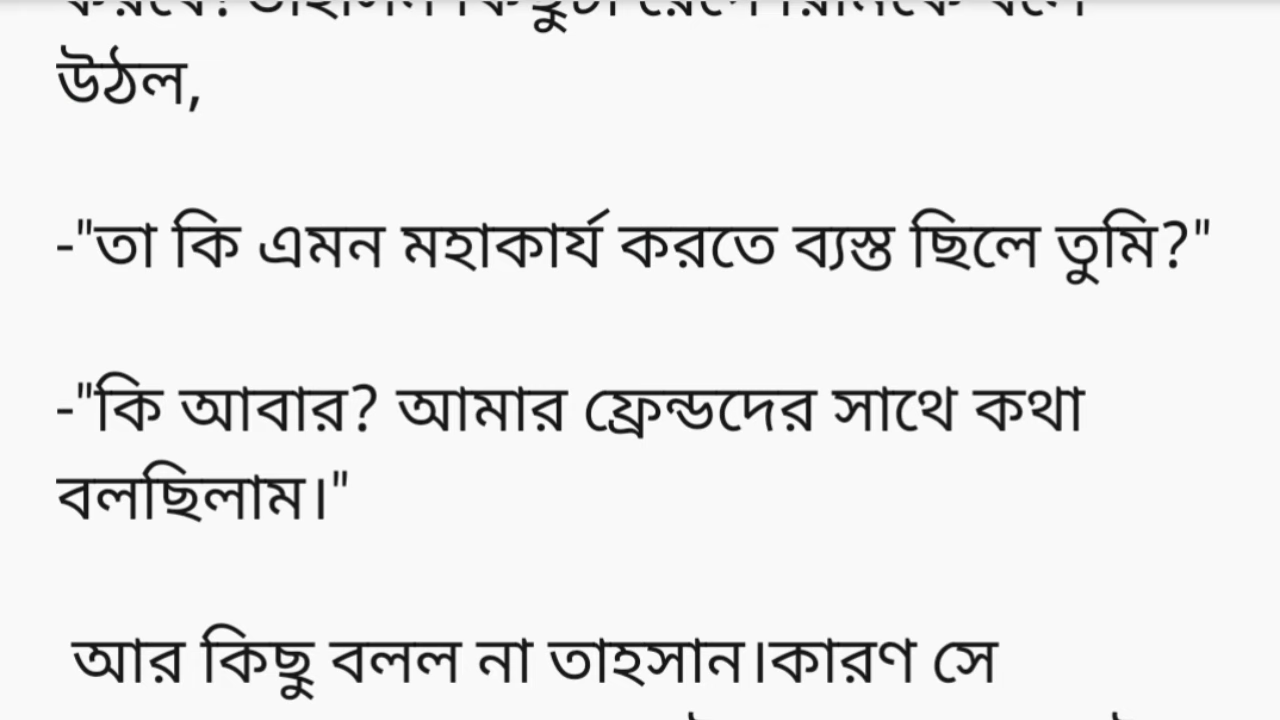 উঠল,
-"তা কি এমন মহাকার্য করতে ব্যস্ত ছিলে তুমি?"
-"কি আবার? আমার ফ্রেন্ডদের সাথে কথা
বলছিলাম।"
আর কিছু বলল না তাহসান।কারণ সে